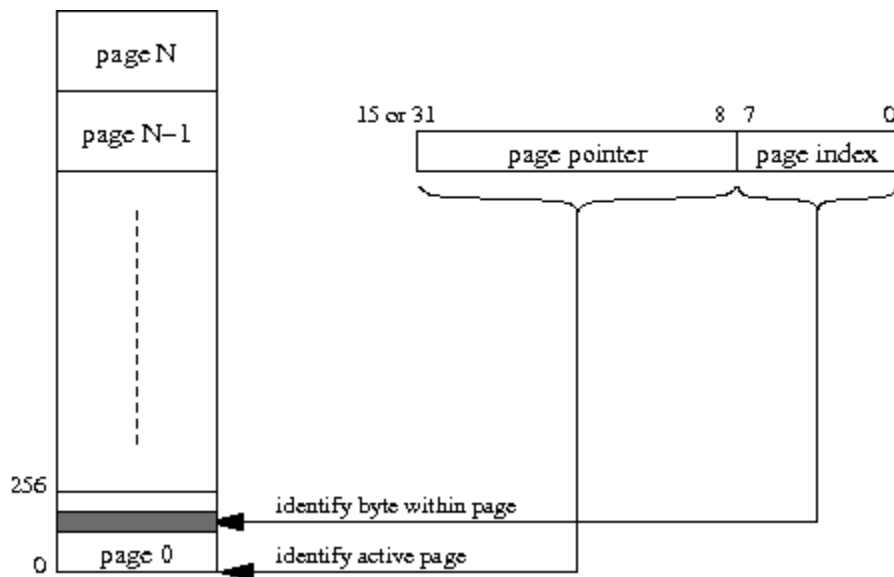 page N
page N−1
15 or 31 8 7 0
page pointer page index
256
identify byte within page
page 0
identify active page
0